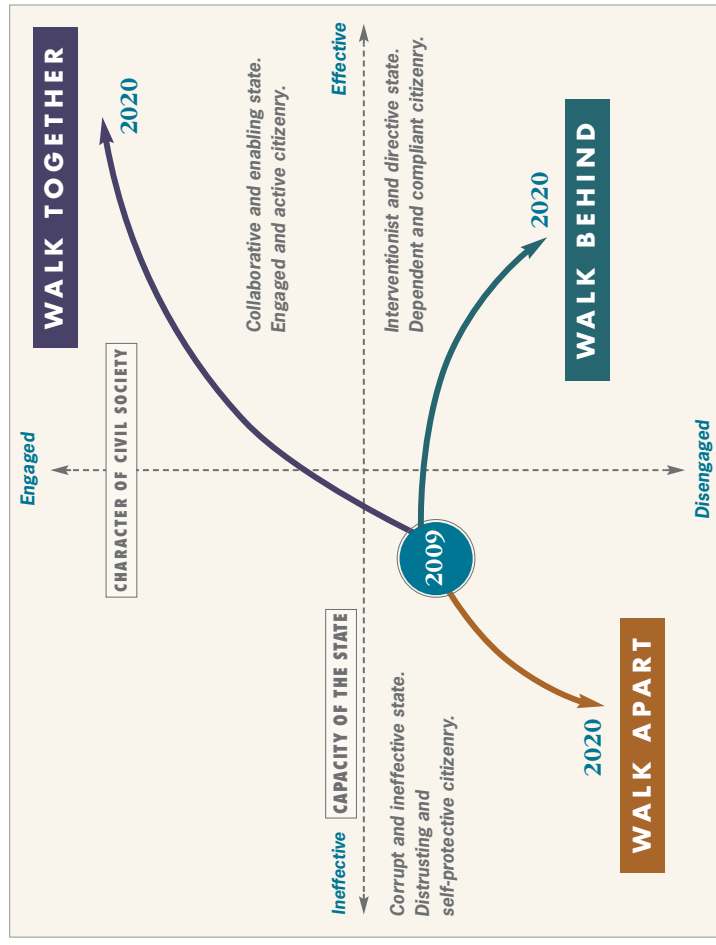 Engaged
WALK TOGETHER
2020
CHARACTER OF CIVIL SOCIETY
Collaborative and enabling state.
Engaged and active citizenry.
Ineffective
CAPACITY OF THE STATE
Effective
Corrupt and ineffective state.
Distrusting and
self-protective citizenry.
2009
Interventionist and directive state.
Dependent and compliant citizenry.
2020
WALK BEHIND
2020
WALK APART
Disengaged